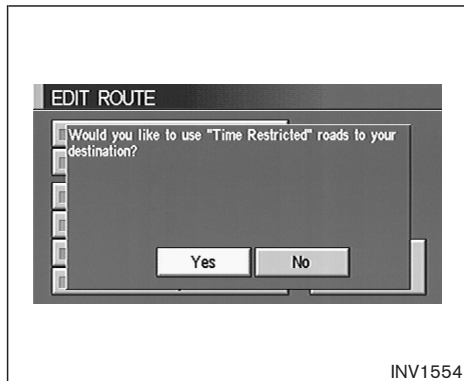 EDIT ROUTE
Would you like to use "Time Restricted" roads to your
destination?
Yes
No
INV1554